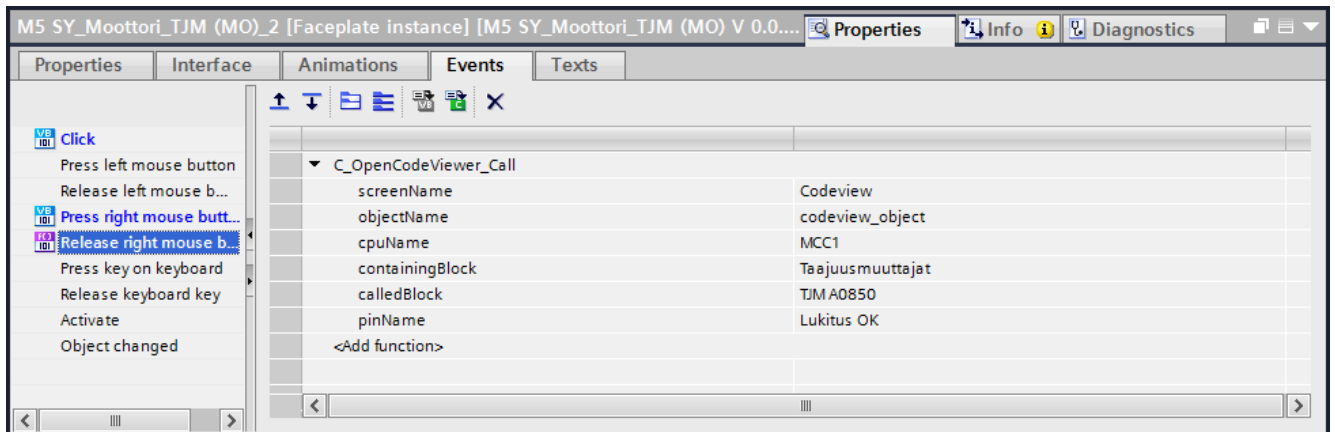 M5 SY_Moottori_TJM (MO)_2 [Faceplate instance] [M5 SY_Moottori_TJM (MO) V 0.0.... Properties Info Diagnostics
Properties Interface Animations Events Texts
Click
Press left mouse button
Release left mouse b...
Press right mouse butt...
Release right mouse b...
Press key on keyboard
Release keyboard key
Activate
Object changed
C_OpenCodeViewer_Call
screenName Codeview
objectName codeview_object
cpuName MCC1
containingBlock Taajuusmuuttajat
calledBlock TJM A0850
pinName Lukitus OK
<Add function>